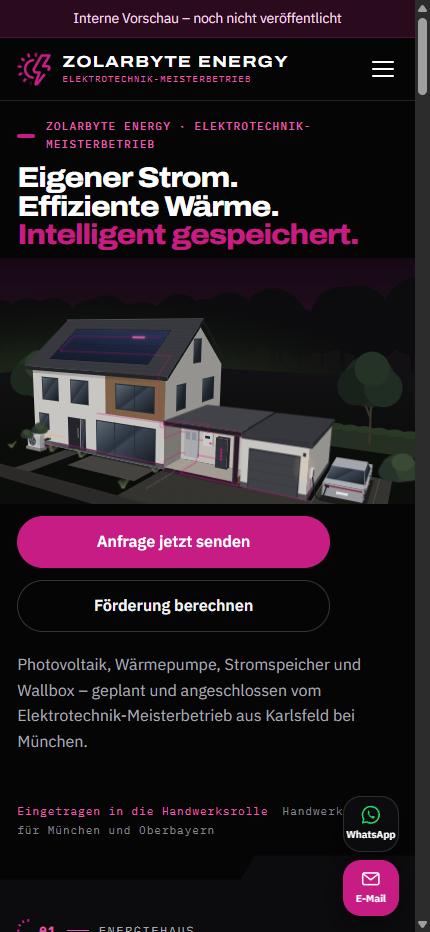 Interne Vorschau – noch nicht veröffentlicht
ZOLARBYTE ENERGY
ELEKTROTECHNIK-MEISTERBETRIEB
ZOLARBYTE ENERGY · ELEKTROTECHNIK-
MEISTERBETRIEB
Eigener Strom.
Effiziente Wärme.
Intelligent gespeichert.
Anfrage jetzt senden
Förderung berechnen
Photovoltaik, Wärmepumpe, Stromspeicher und
Wallbox – geplant und angeschlossen vom
Elektrotechnik-Meisterbetrieb aus Karlsfeld bei
München.
Eingetragen in die Handwerksrolle Handwerk
für München und Oberbayern
WhatsApp
E-Mail
01 ENERGIEHAUS